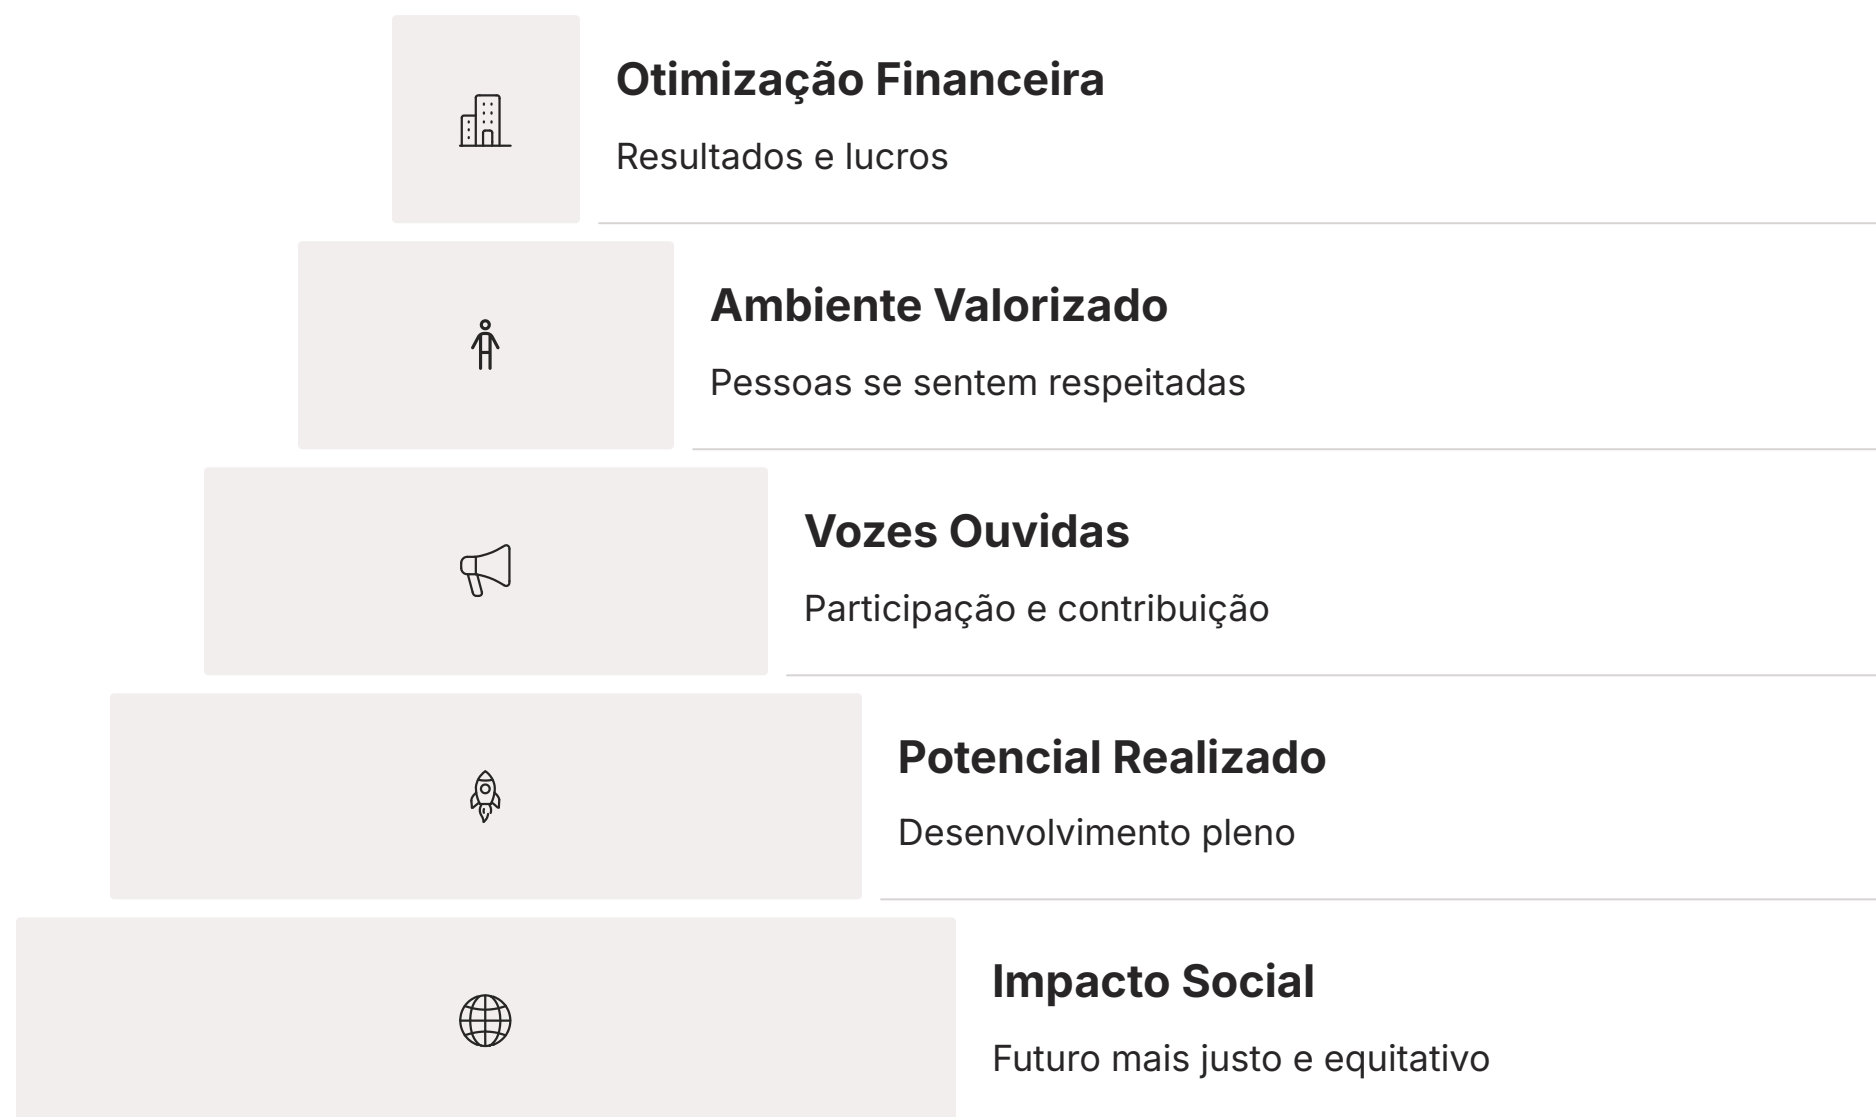 Otimização Financeira
Resultados e lucros
Ambiente Valorizado
Pessoas se sentem respeitadas
Vozes Ouvidas
Participação e contribuição
Potencial Realizado
Desenvolvimento pleno
Impacto Social
Futuro mais justo e equitativo